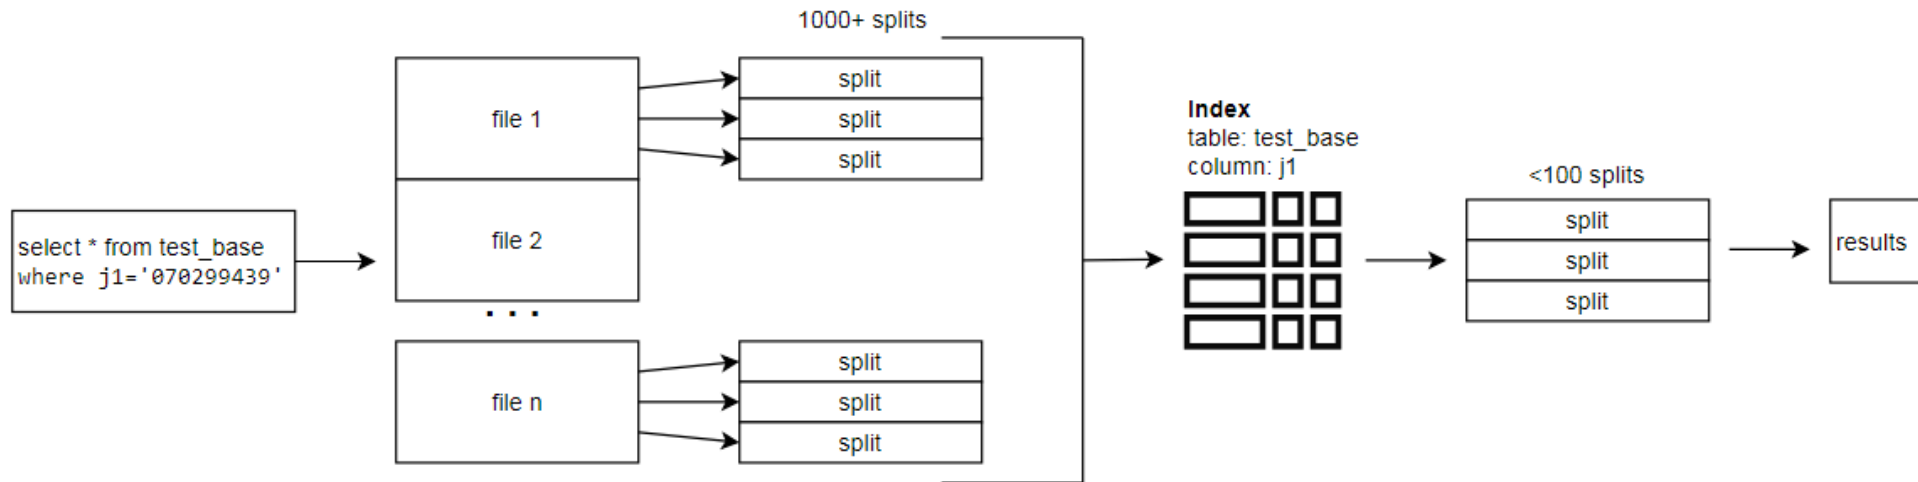 1000+ splits
select * from test_base
where j1='070299439'
file 1
file 2
. . .
file n
split
split
split
split
split
split
Index
table: test_base
column: j1
<100 splits
split
split
split
results